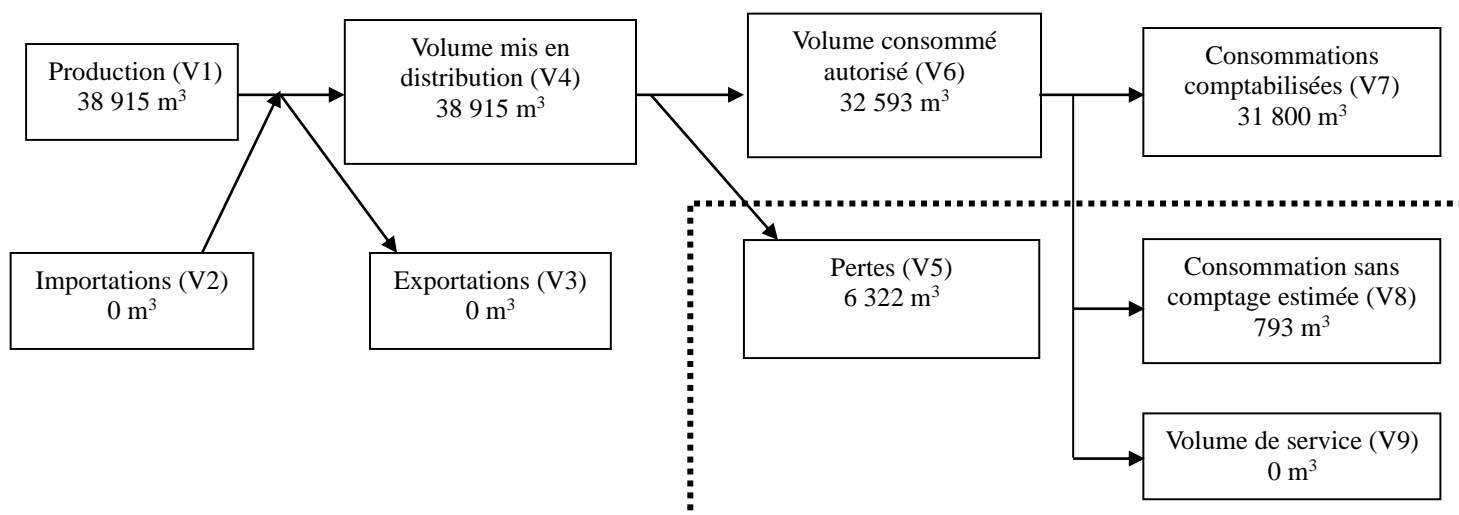 Production (V1)
38 915 m³
Volume mis en
distribution (V4)
38 915 m³
Volume consommé
autorisé (V6)
32 593 m³
Consommations
comptabilisées (V7)
31 800 m³
Importations (V2)
0 m³
Exportations (V3)
0 m³
Pertes (V5)
6 322 m³
Consommation sans
comptage estimée (V8)
793 m³
Volume de service (V9)
0 m³